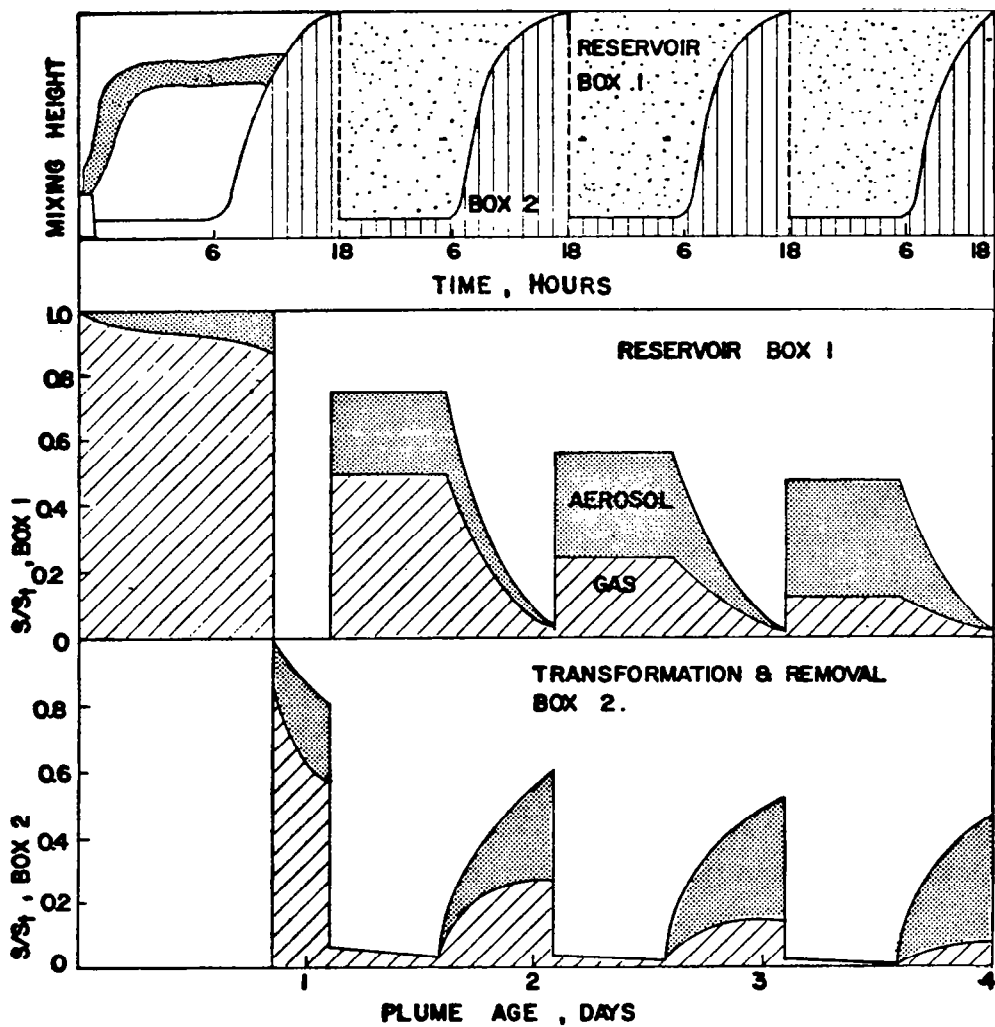 MIXING HEIGHT
RESERVOIR
BOX 1
BOX 2
6 18 6 18 6 18 6 18
TIME , HOURS
S/St₀, BOX 1
1.0
0.8
0.6
0.4
0.2
0
RESERVOIR BOX 1
AEROSOL
GAS
S/St, BOX 2
0
0.8
0.6
0.4
0.2
0
TRANSFORMATION & REMOVAL
BOX 2.
1 2 3 4
PLUME AGE , DAYS